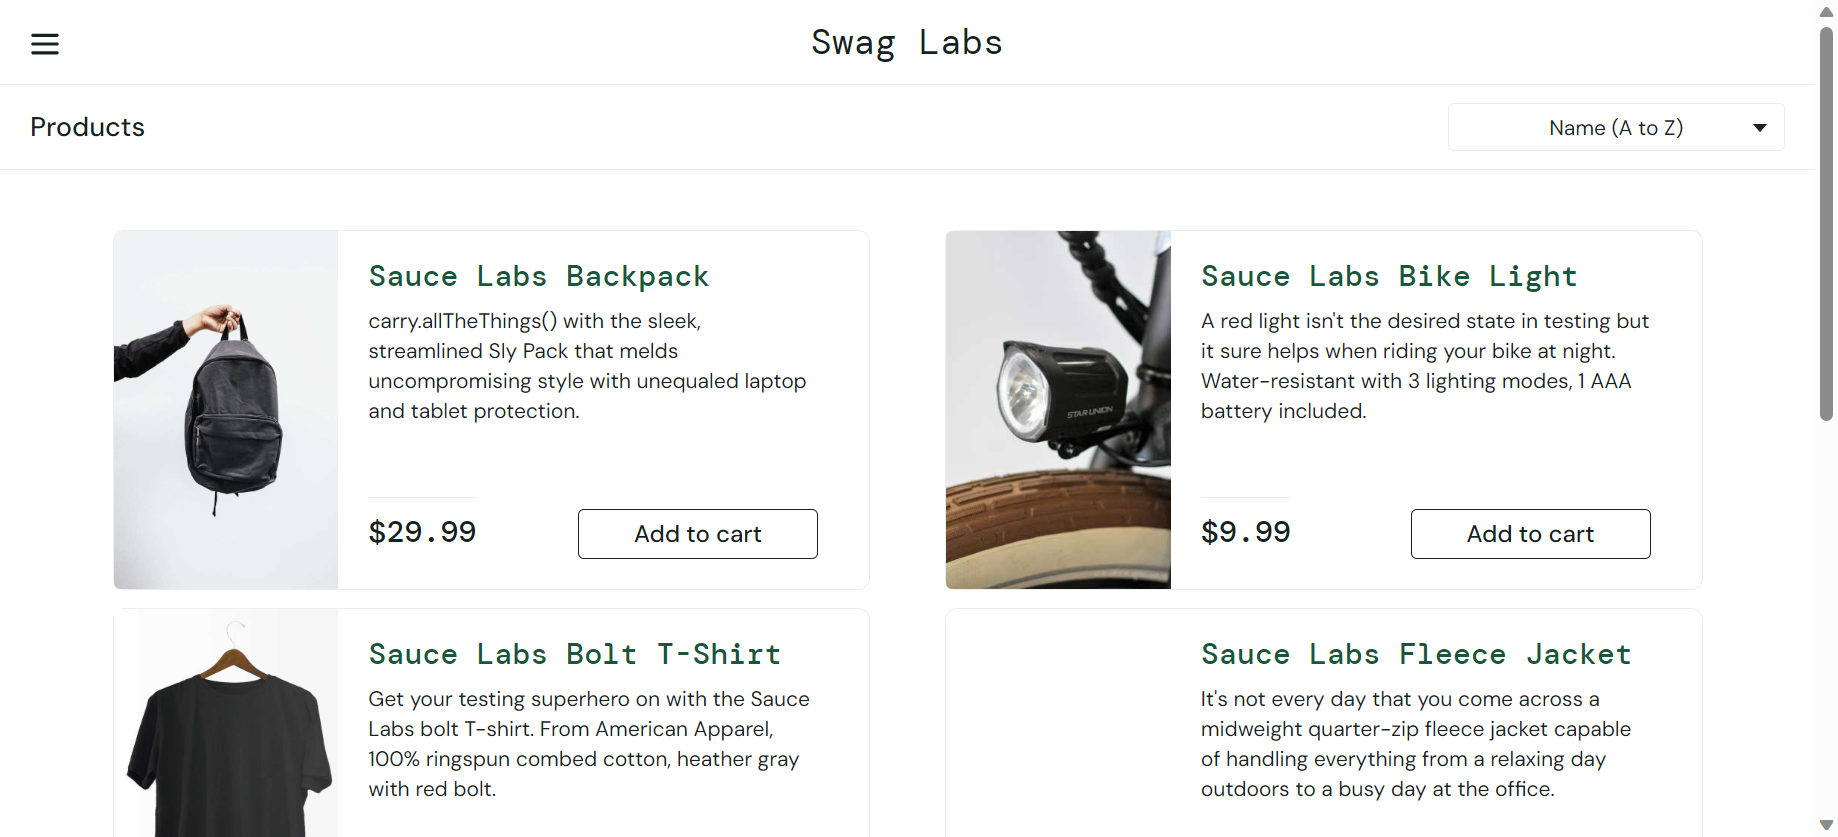 Swag Labs
Products
Name (A to Z)
Sauce Labs Backpack
carry.allTheThings() with the sleek,
streamlined Sly Pack that melds
uncompromising style with unequaled laptop
and tablet protection.
$29.99
Add to cart
Sauce Labs Bike Light
A red light isn't the desired state in testing but
it sure helps when riding your bike at night.
Water-resistant with 3 lighting modes, 1 AAA
battery included.
STAR UNION
$9.99
Add to cart
Sauce Labs Bolt T-Shirt
Get your testing superhero on with the Sauce
Labs bolt T-shirt. From American Apparel,
100% ringspun combed cotton, heather gray
with red bolt.
Sauce Labs Fleece Jacket
It's not every day that you come across a
midweight quarter-zip fleece jacket capable
of handling everything from a relaxing day
outdoors to a busy day at the office.